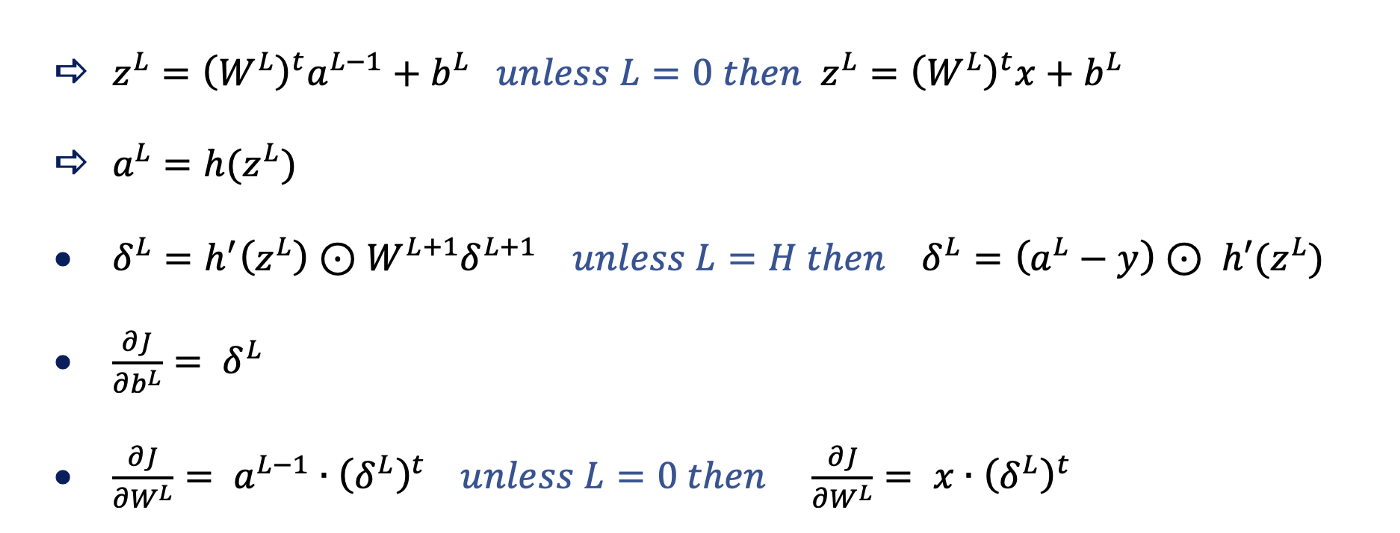 ⇨ z^L = (W^L)^t a^{L−1} + b^L unless L = 0 then z^L = (W^L)^t x + b^L
⇨ a^L = h(z^L)
• δ^L = h′(z^L) ⊙ W^{L+1} δ^{L+1} unless L = H then δ^L = (a^L − y) ⊙ h′(z^L)
• ∂J/∂b^L = δ^L
• ∂J/∂W^L = a^{L−1} · (δ^L)^t unless L = 0 then ∂J/∂W^L = x · (δ^L)^t